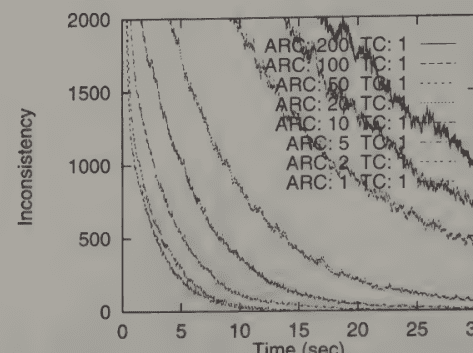 2000
1500
1000
500
0
Inconsistency
ARC: 200 TC: 1
ARC: 100 TC: 1
ARC: 50 TC: 1
ARC: 20 TC: 1
ARC: 10 TC: 1
ARC: 5 TC: 1
ARC: 2 TC: 1
ARC: 1 TC: 1
0 5 10 15 20 25
Time (sec)